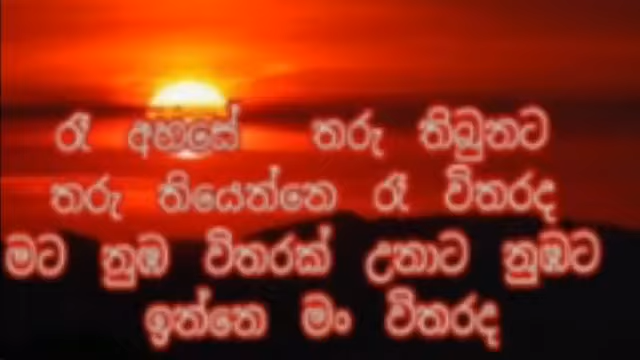 රෑ අහසේ තරු තිබුනට
තරු තියෙන්නෙ රෑ විතරද
මට නුඹ විතරක් උනාට නුඹට
ඉන්නෙ මං විතරද